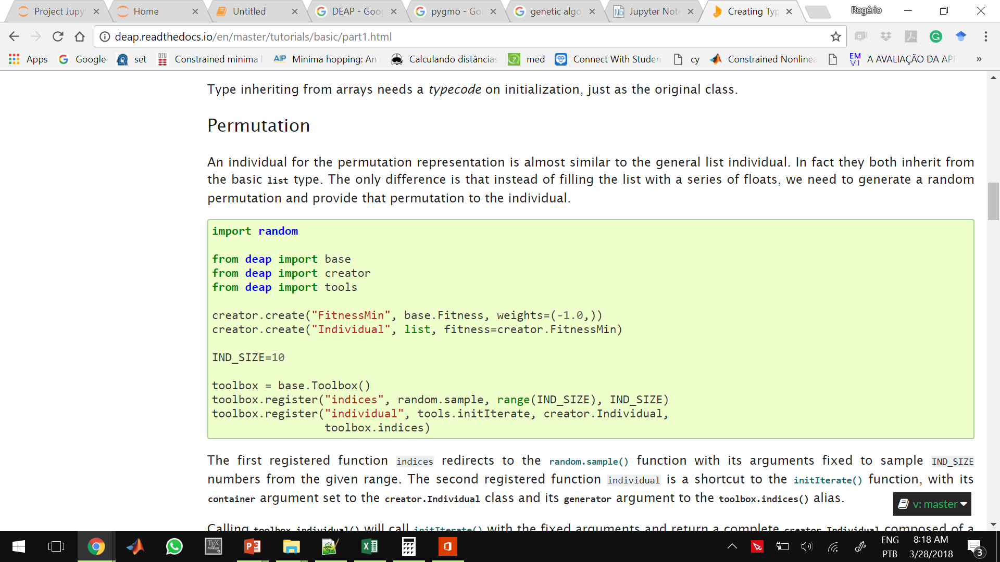 Project Jupy
Home
Untitled
DEAP - Goo
pygmo - Go
genetic algo
Jupyter Not
Creating Typ
Rogério
deap.readthedocs.io/en/master/tutorials/basic/part1.html
Apps
Google
set
Constrained minima
Minima hopping: An
Calculando distâncias
med
Connect With Studen
cy
Constrained Nonlinea
A AVALIAÇÃO DA AP
»
Type inheriting from arrays needs a typecode on initialization, just as the original class.
Permutation
An individual for the permutation representation is almost similar to the general list individual. In fact they both inherit from
the basic list type. The only difference is that instead of filling the list with a series of floats, we need to generate a random
permutation and provide that permutation to the individual.
import random
from deap import base
from deap import creator
from deap import tools
creator.create("FitnessMin", base.Fitness, weights=(-1.0,))
creator.create("Individual", list, fitness=creator.FitnessMin)
IND_SIZE=10
toolbox = base.Toolbox()
toolbox.register("indices", random.sample, range(IND_SIZE), IND_SIZE)
toolbox.register("individual", tools.initIterate, creator.Individual,
toolbox.indices)
The first registered function indices redirects to the random.sample() function with its arguments fixed to sample IND_SIZE
numbers from the given range. The second registered function individual is a shortcut to the initIterate() function, with its
container argument set to the creator.Individual class and its generator argument to the toolbox.indices() alias.
v: master
Calling toolbox.individual() will call initIterate() with the fixed arguments and return a complete creator.Individual composed of a
ENG
8:18 AM
PTB
3/28/2018
3